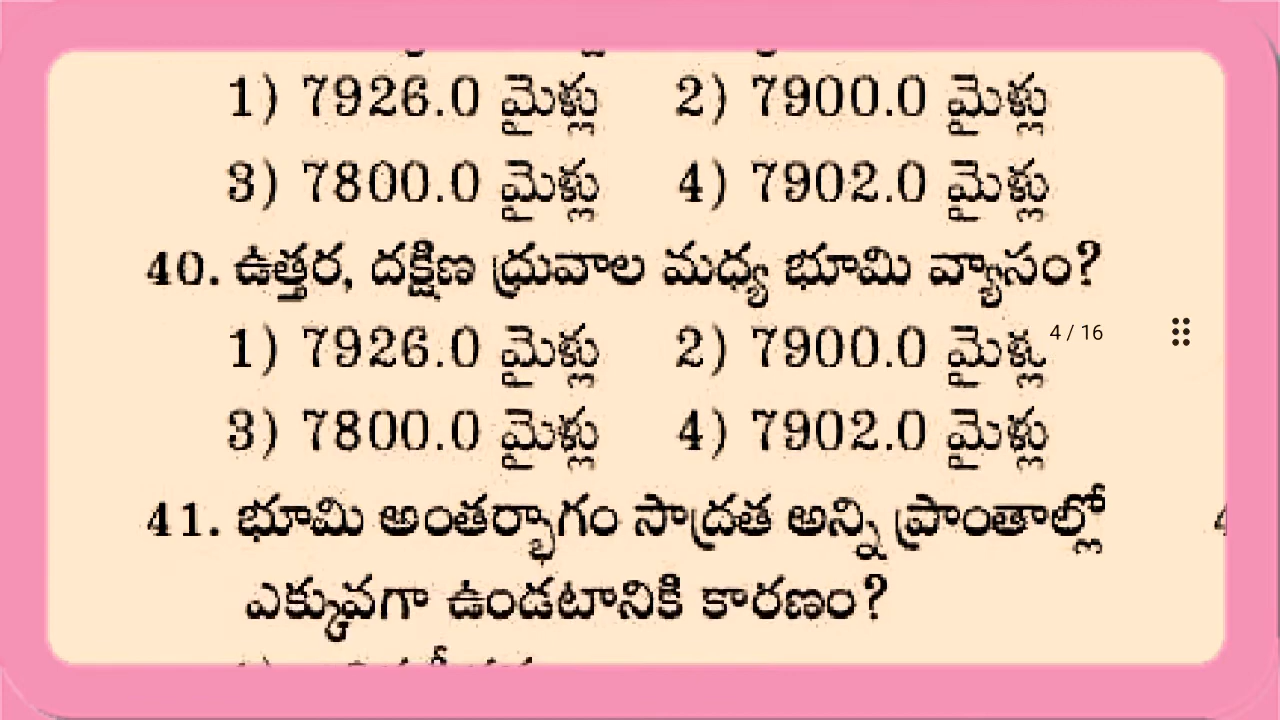 1) 7926.0 మైళ్లు 2) 7900.0 మైళ్లు
3) 7800.0 మైళ్లు 4) 7902.0 మైళ్లు
40. ఉత్తర, దక్షిణ ధ్రువాల మధ్య భూమి వ్యాసం?
1) 7926.0 మైళ్లు 2) 7900.0
4 / 16
3) 7800.0 మైళ్లు 4) 7902.0 మైళ్లు
41. భూమి అంతర్భాగం సాద్రత అన్ని ప్రాంతాల్లో
ఎక్కువగా ఉండటానికి కారణం?